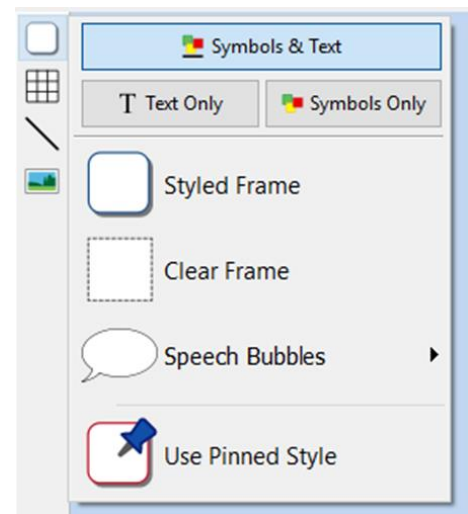 Symbols & Text
T Text Only
Symbols Only
Styled Frame
Clear Frame
Speech Bubbles
Use Pinned Style